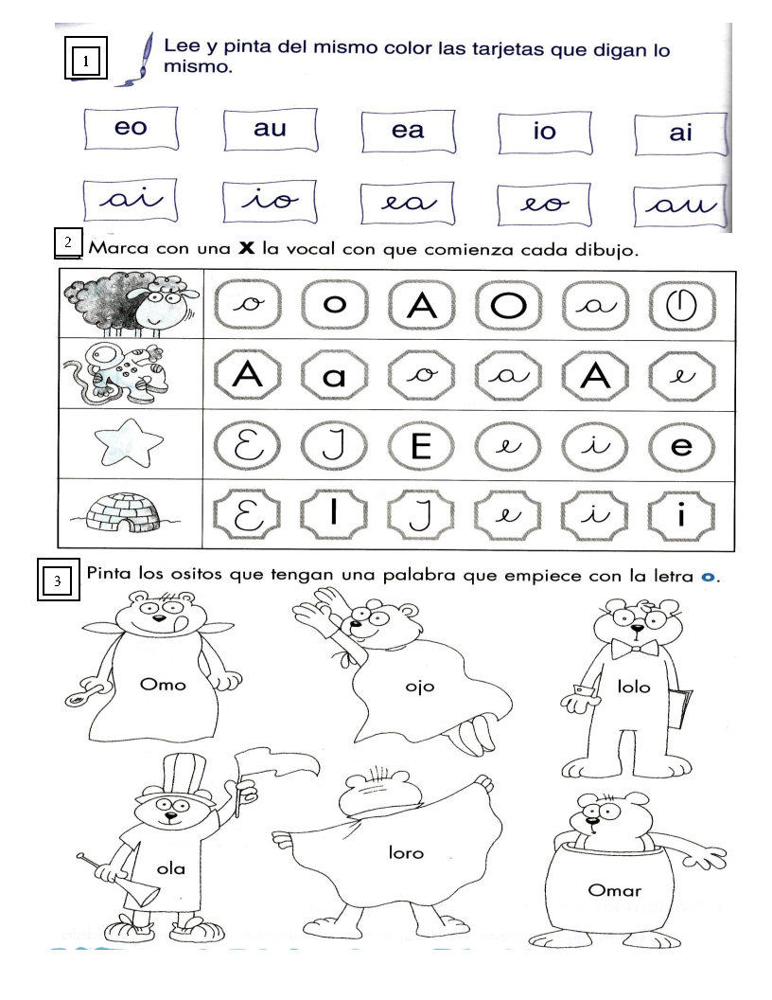 1
Lee y pinta del mismo color las tarjetas que digan lo
mismo.
eo au ea io ai
ai io ea eo au
2
Marca con una X la vocal con que comienza cada dibujo.
o o A O a O
A a o a A e
E J E e i e
E I J e i i
3
Pinta los ositos que tengan una palabra que empiece con la letra o.
Omo ojo lolo
ola loro Omar